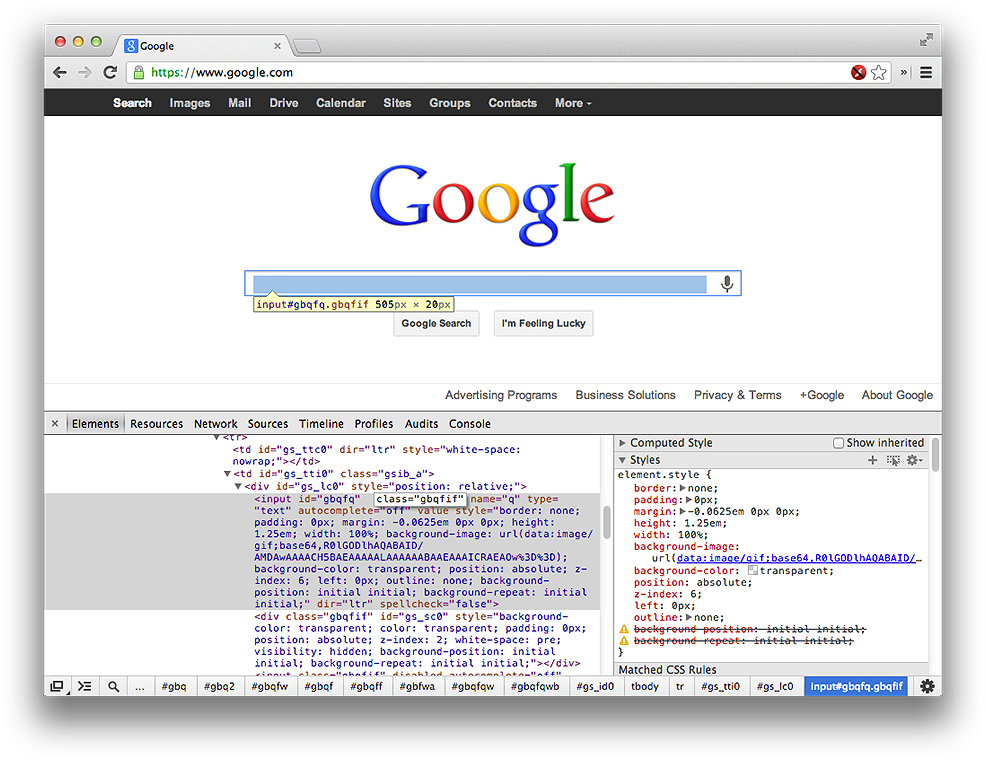 Google
https://www.google.com
Search Images Mail Drive Calendar Sites Groups Contacts More
Google
input#gbqfq.gbqfif 505px × 20px
Google Search I'm Feeling Lucky
Advertising Programs Business Solutions Privacy & Terms +Google About Google
× Elements Resources Network Sources Timeline Profiles Audits Console
<tr>
<td id="gs_ttc0" dir="ltr" style="white-space:
nowrap;"></td>
<td id="gs_tti0" class="gsib_a">
<div id="gs_lc0" style="position: relative;">
<input id="gbqfq" class="gbqfif" name="q" type=
"text" autocomplete="off" value style="border: none;
padding: 0px; margin: -0.0625em 0px 0px; height:
1.25em; width: 100%; background-image: url(data:image/
gif;base64,R0lGODlhAQABAID/
AMDAwAAAACH5BAEAAAAALAAAAAABAAEAAAICRAEAOw%3D%3D);
background-color: transparent; position: absolute; z-
index: 6; left: 0px; outline: none; background-
position: initial initial; background-repeat: initial
initial;" dir="ltr" spellcheck="false">
<div class="gbqfif" id="gs_sc0" style="background-
color: transparent; color: transparent; padding: 0px;
position: absolute; z-index: 2; white-space: pre;
visibility: hidden; background-position: initial
initial; background-repeat: initial initial;"></div>
<input class="gbqfif" disabled autocomplete="off"
Computed Style Show inherited
Styles
element.style {
border: none;
padding: 0px;
margin: -0.0625em 0px 0px;
height: 1.25em;
width: 100%;
background-image:
url(data:image/gif;base64,R0lGODlhAQABAID/…
background-color: transparent;
position: absolute;
z-index: 6;
left: 0px;
outline: none;
background-position: initial initial;
background-repeat: initial initial;
}
Matched CSS Rules
... #gbq #gbq2 #gbqfw #gbqf #gbqff #gbfwa #gbqfqw #gbqfqwb #gs_id0 tbody tr #gs_tti0 #gs_lc0 input#gbqfq.gbqfif